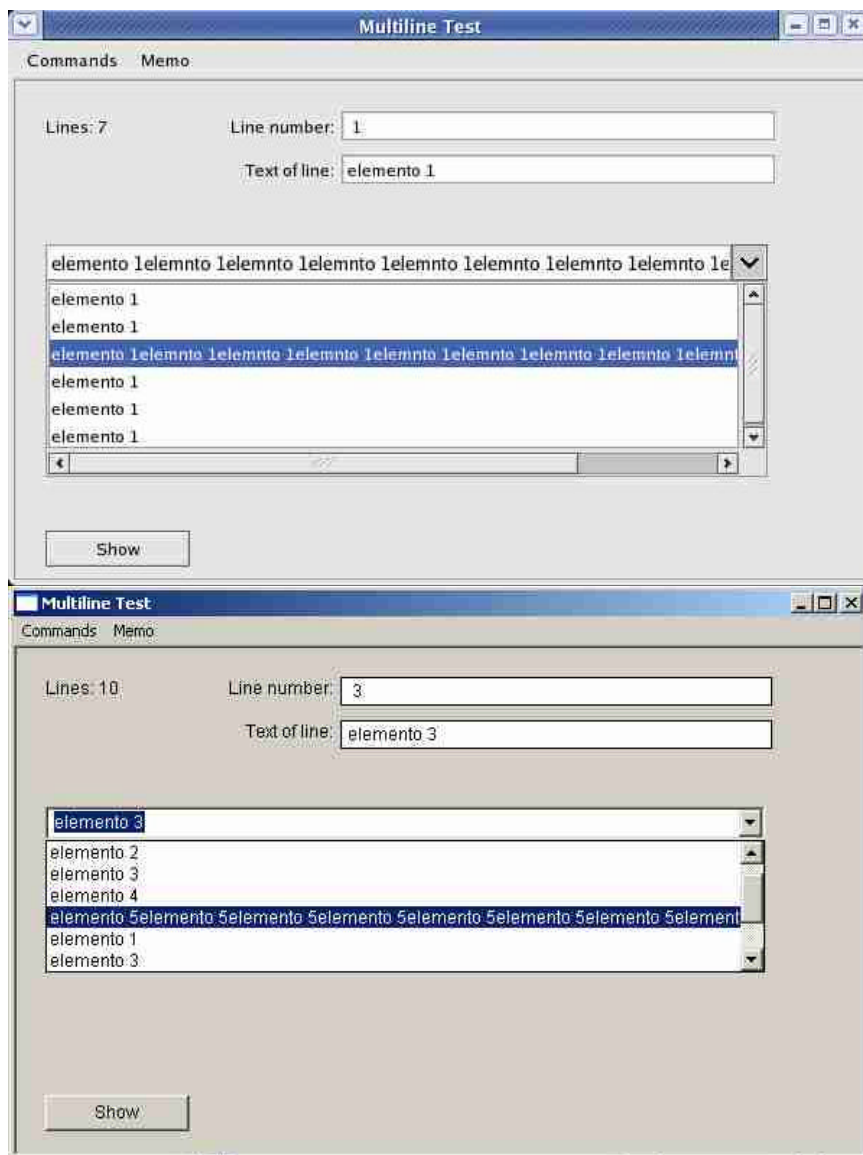 Multiline Test
Commands Memo
Lines: 7 Line number: 1
Text of line: elemento 1
elemento 1elemnto 1elemnto 1elemnto 1elemnto 1elemnto 1elemnto 1elemnto 1e
elemento 1
elemento 1
elemento 1elemnto 1elemnto 1elemnto 1elemnto 1elemnto 1elemnto 1elemnto 1elemnt
elemento 1
elemento 1
elemento 1
Show
Multiline Test
Commands Memo
Lines: 10 Line number: 3
Text of line: elemento 3
elemento 3
elemento 2
elemento 3
elemento 4
elemento 5elemento 5elemento 5elemento 5elemento 5elemento 5elemento 5element
elemento 1
elemento 3
Show